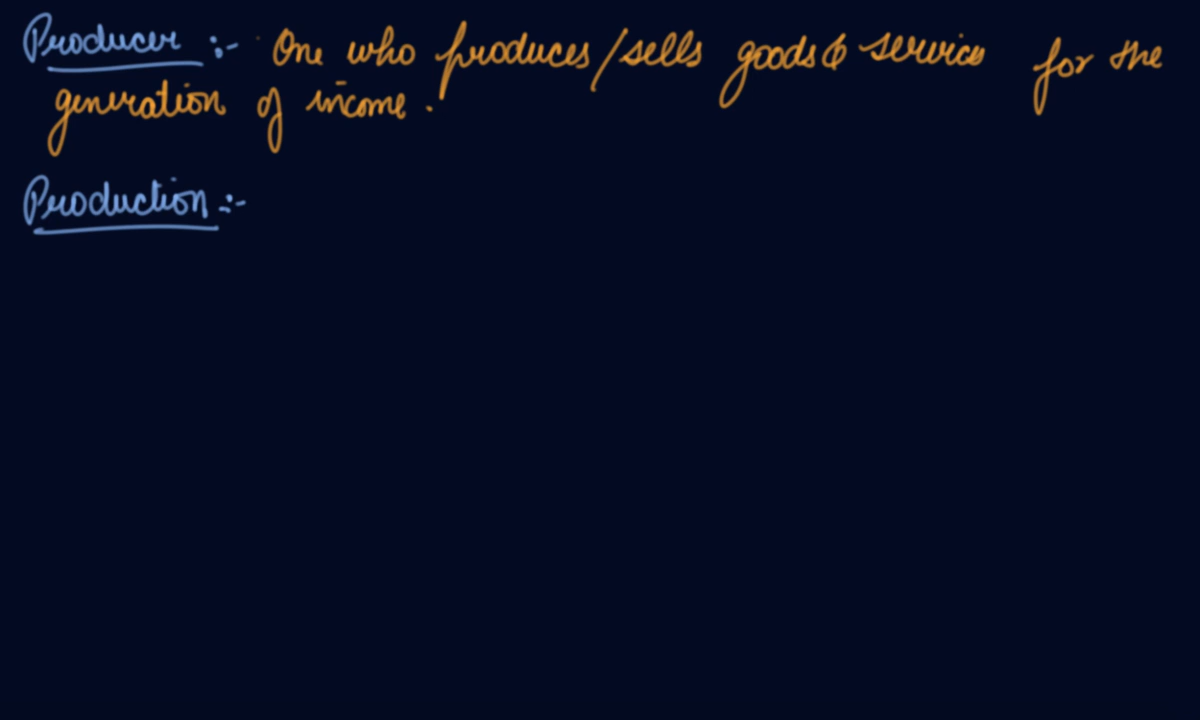 Producer :- One who produces/sells goods & services for the
generation of income.
Production :-